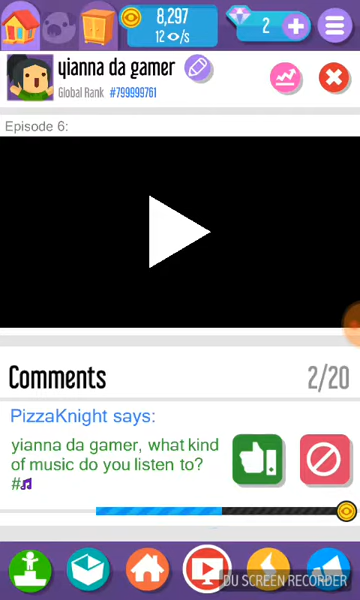 8,297
12 /s
2
yianna da gamer
Global Rank #799999761
Episode 6:
Comments 2/20
PizzaKnight says:
yianna da gamer, what kind
of music do you listen to?
#🎵
DU SCREEN RECORDER